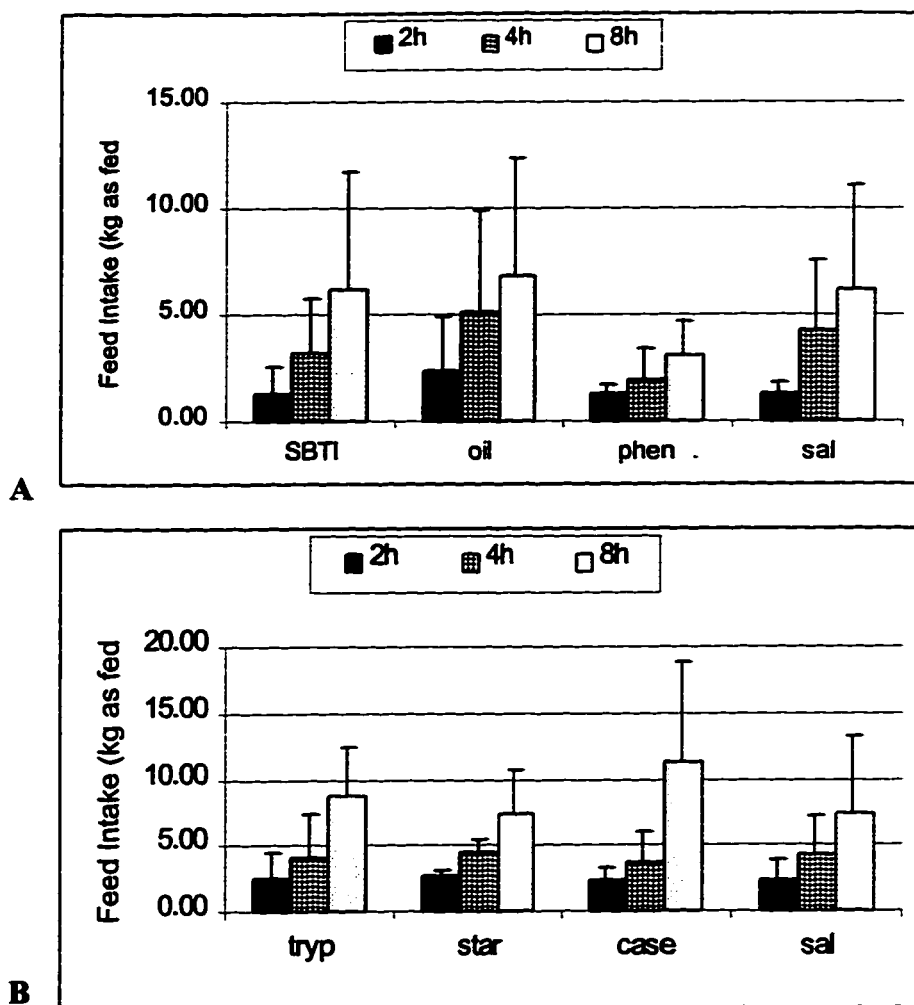 2h 4h 8h
15.00
10.00
5.00
0.00
Feed Intake (kg as fed
SBTI oil phen . sal
A
2h 4h 8h
20.00
15.00
10.00
5.00
0.00
Feed Intake (kg as fed
tryp star case sal
B